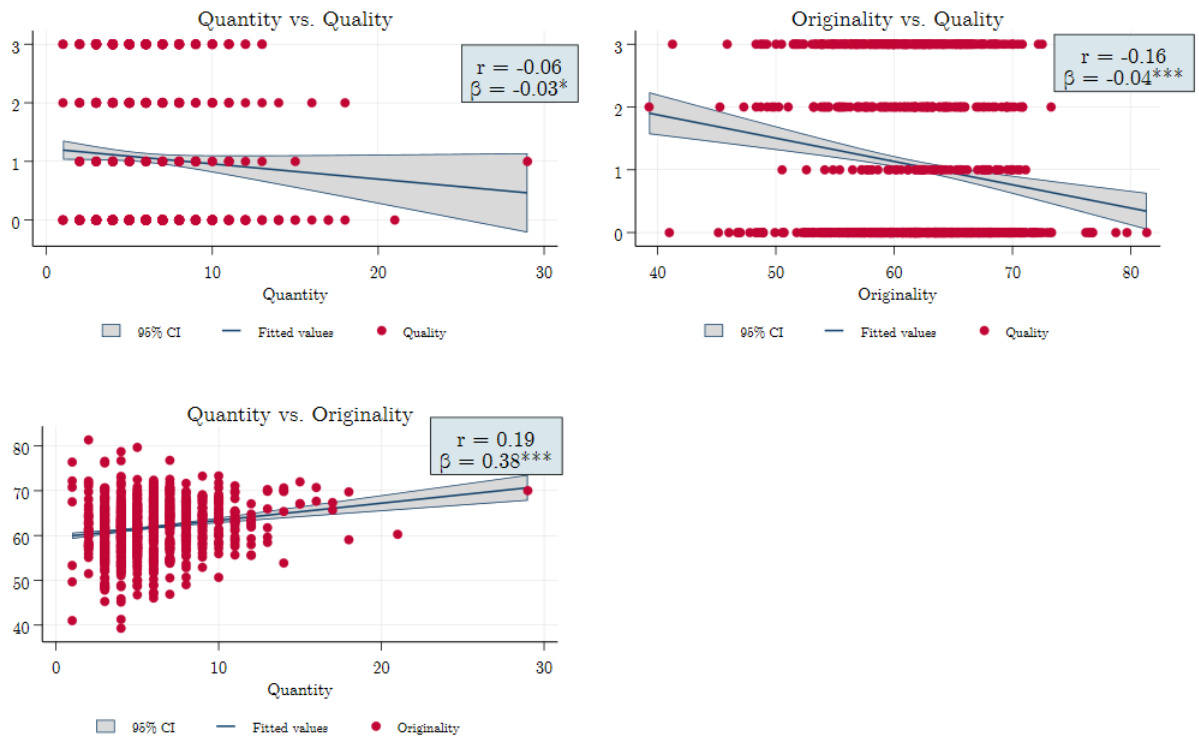 Quantity vs. Quality
r = -0.06
β = -0.03*
3
2
1
0
0 10 20 30
Quantity
95% CI Fitted values Quality
Originality vs. Quality
r = -0.16
β = -0.04***
3
2
1
0
40 50 60 70 80
Originality
95% CI Fitted values Quality
Quantity vs. Originality
r = 0.19
β = 0.38***
80
70
60
50
40
0 10 20 30
Quantity
95% CI Fitted values Originality